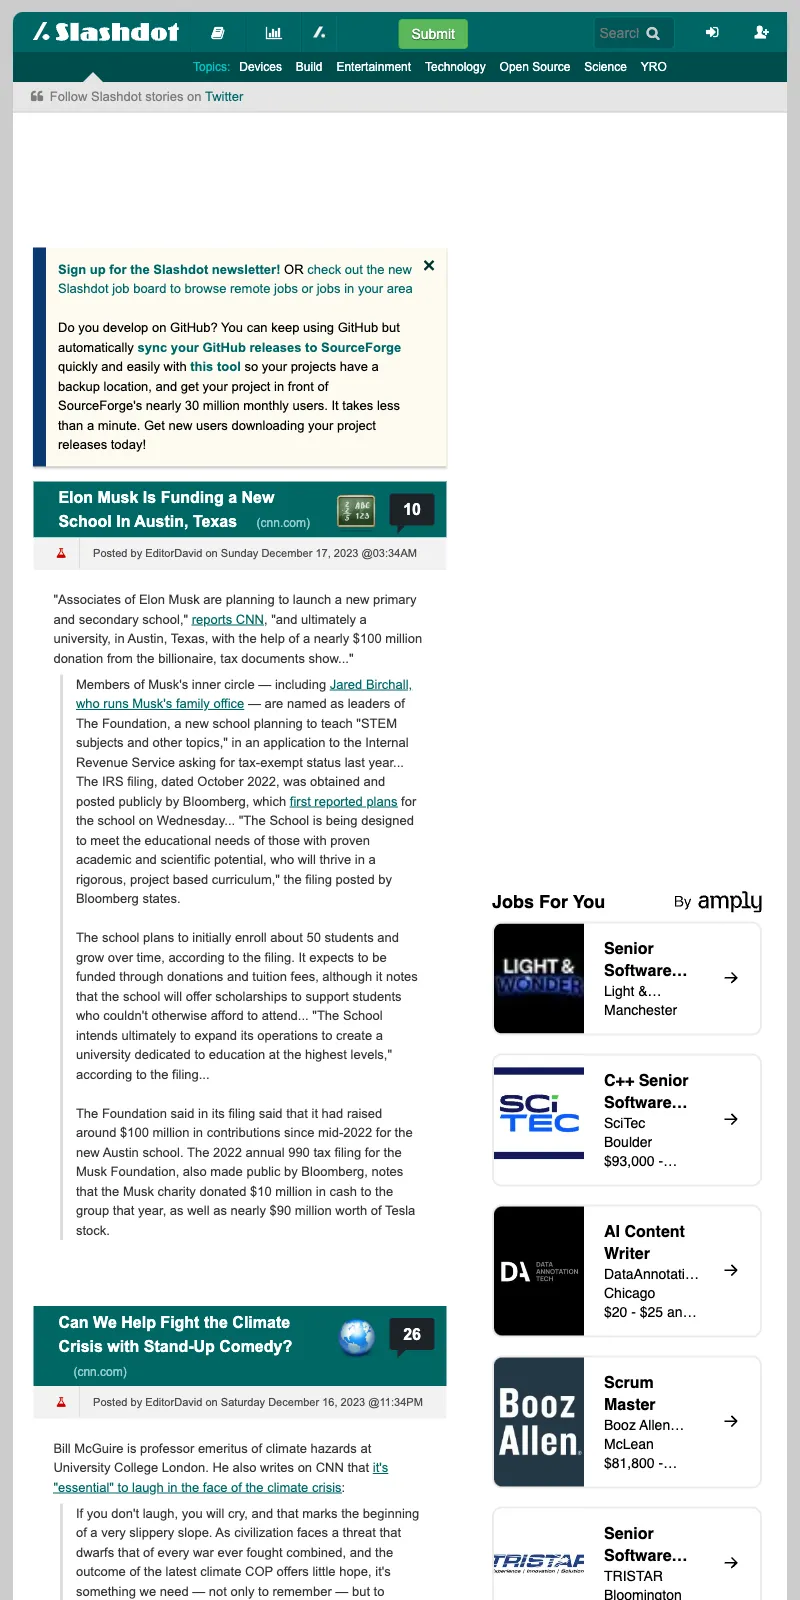 Slashdot
Submit
Search
Topics: Devices Build Entertainment Technology Open Source Science YRO
Follow Slashdot stories on Twitter
Sign up for the Slashdot newsletter! OR check out the new
Slashdot job board to browse remote jobs or jobs in your area
Do you develop on GitHub? You can keep using GitHub but
automatically sync your GitHub releases to SourceForge
quickly and easily with this tool so your projects have a
backup location, and get your project in front of
SourceForge's nearly 30 million monthly users. It takes less
than a minute. Get new users downloading your project
releases today!
Elon Musk Is Funding a New
School In Austin, Texas (cnn.com)
10
Posted by EditorDavid on Sunday December 17, 2023 @03:34AM
"Associates of Elon Musk are planning to launch a new primary
and secondary school," reports CNN, "and ultimately a
university, in Austin, Texas, with the help of a nearly $100 million
donation from the billionaire, tax documents show..."
Members of Musk's inner circle — including Jared Birchall,
who runs Musk's family office — are named as leaders of
The Foundation, a new school planning to teach "STEM
subjects and other topics," in an application to the Internal
Revenue Service asking for tax-exempt status last year...
The IRS filing, dated October 2022, was obtained and
posted publicly by Bloomberg, which first reported plans for
the school on Wednesday... "The School is being designed
to meet the educational needs of those with proven
academic and scientific potential, who will thrive in a
rigorous, project based curriculum," the filing posted by
Bloomberg states.
The school plans to initially enroll about 50 students and
grow over time, according to the filing. It expects to be
funded through donations and tuition fees, although it notes
that the school will offer scholarships to support students
who couldn't otherwise afford to attend... "The School
intends ultimately to expand its operations to create a
university dedicated to education at the highest levels,"
according to the filing...
The Foundation said in its filing said that it had raised
around $100 million in contributions since mid-2022 for the
new Austin school. The 2022 annual 990 tax filing for the
Musk Foundation, also made public by Bloomberg, notes
that the Musk charity donated $10 million in cash to the
group that year, as well as nearly $90 million worth of Tesla
stock.
Can We Help Fight the Climate
Crisis with Stand-Up Comedy?
(cnn.com)
26
Posted by EditorDavid on Saturday December 16, 2023 @11:34PM
Bill McGuire is professor emeritus of climate hazards at
University College London. He also writes on CNN that it's
"essential" to laugh in the face of the climate crisis:
If you don't laugh, you will cry, and that marks the beginning
of a very slippery slope. As civilization faces a threat that
dwarfs that of every war ever fought combined, and the
outcome of the latest climate COP offers little hope, it's
something we need — not only to remember — but to
Jobs For You
By amply
LIGHT &
WONDER
Senior
Software...
Light &...
Manchester
SCiTEC
C++ Senior
Software...
SciTec
Boulder
$93,000 -...
DA DATA
ANNOTATION
TECH
AI Content
Writer
DataAnnotati...
Chicago
$20 - $25 an...
Booz
Allen.
Scrum
Master
Booz Allen...
McLean
$81,800 -...
TRISTAR
Experience / Innovation / Solution
Senior
Software...
TRISTAR
Bloomington